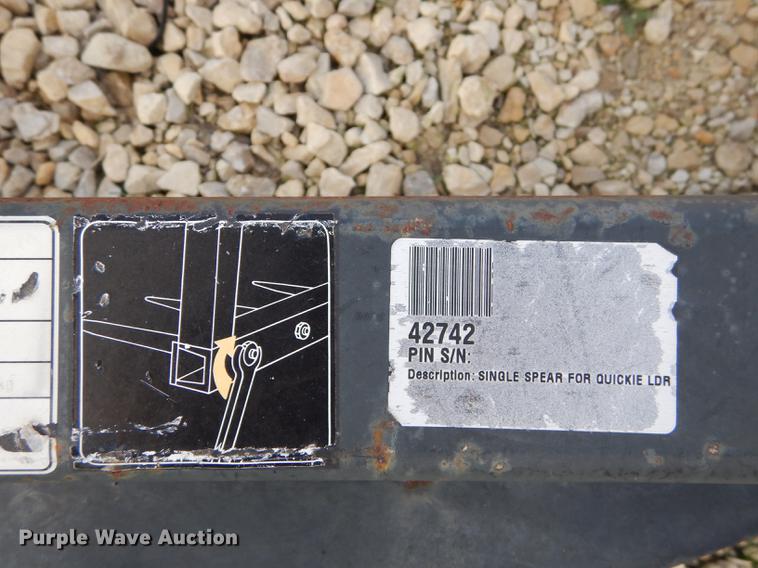 42742
PIN S/N:
Description: SINGLE SPEAR FOR QUICKIE LDR
Purple Wave Auction